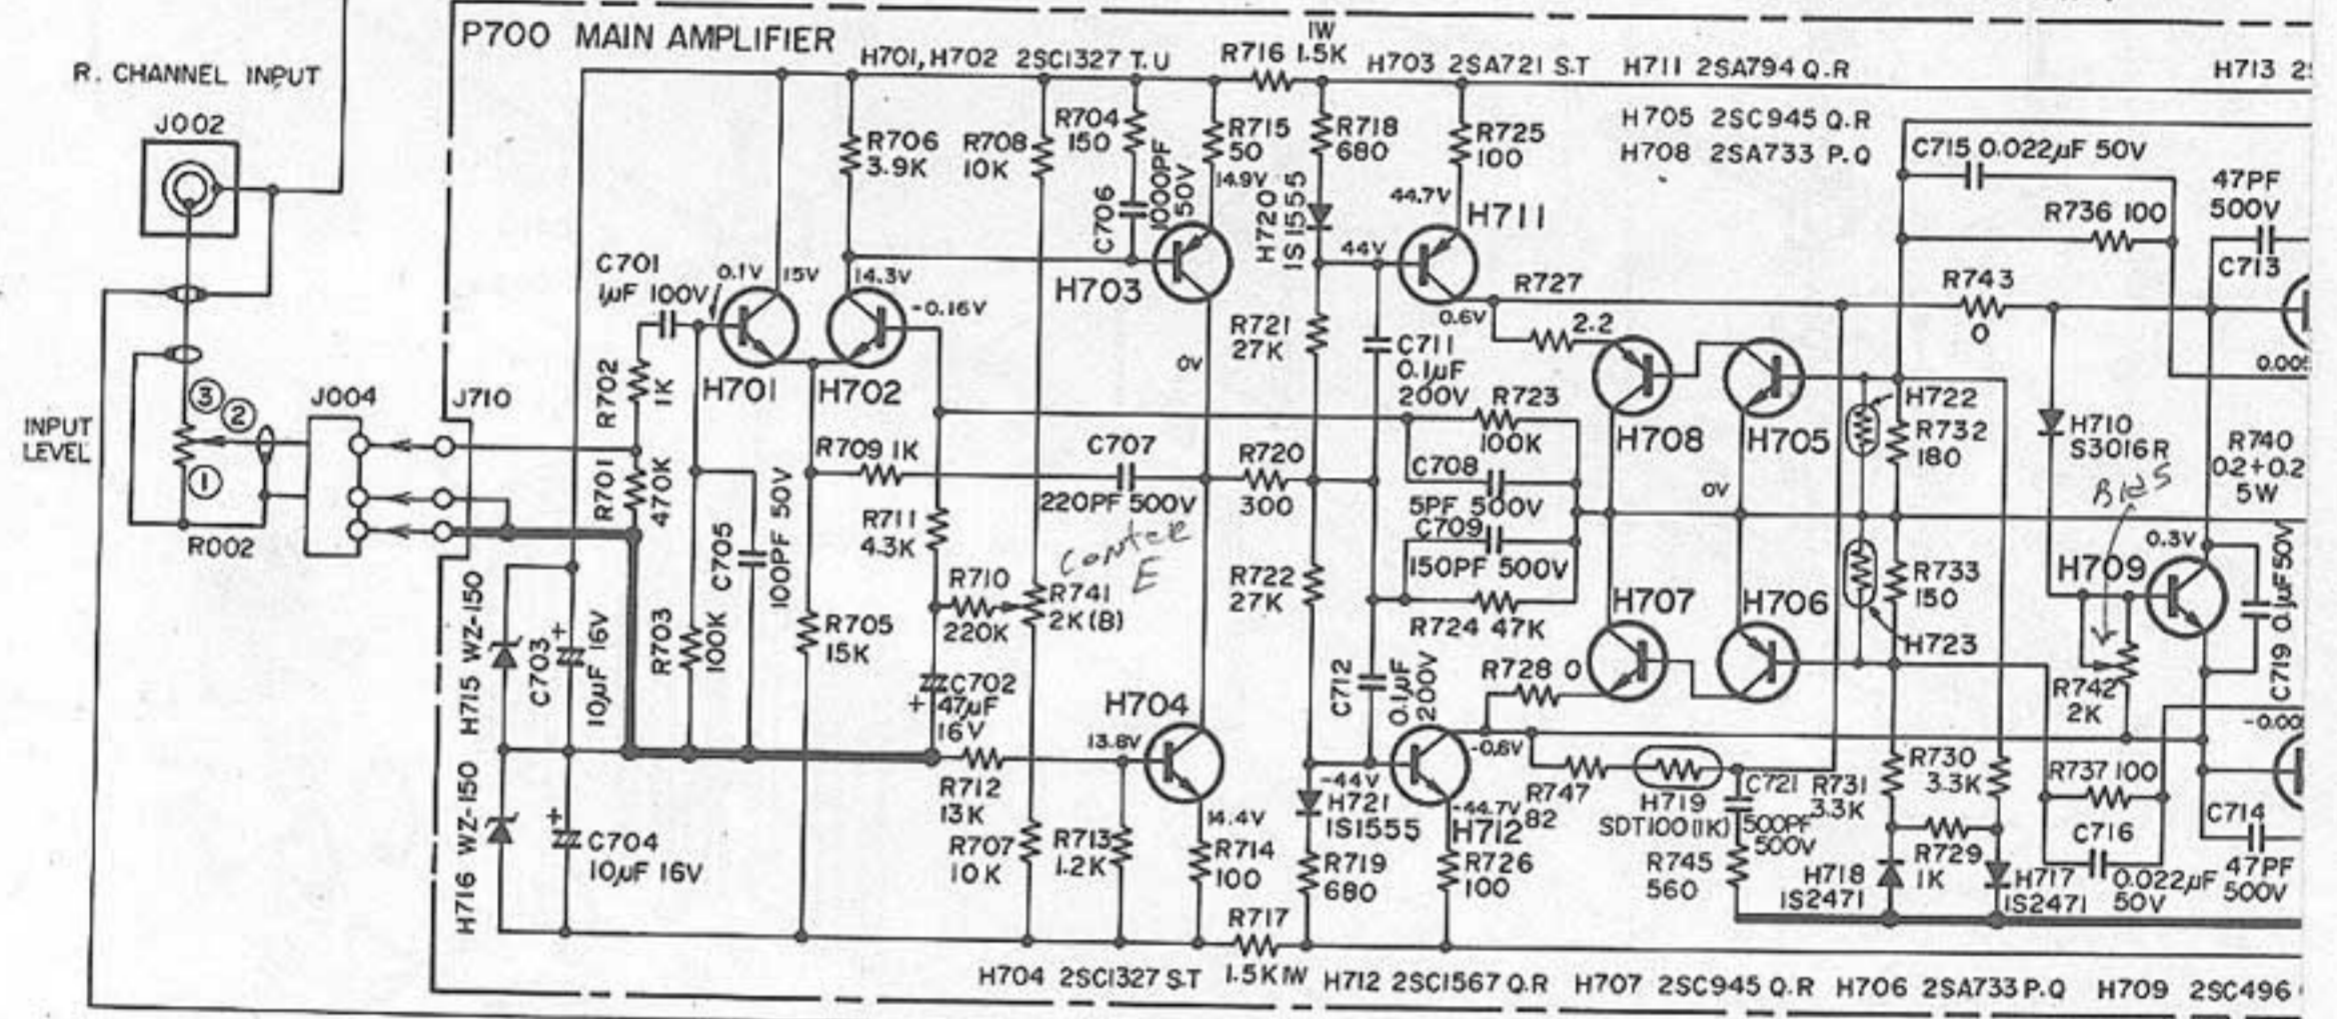 P700 MAIN AMPLIFIER
R. CHANNEL INPUT
J002
INPUT
LEVEL
③
②
①
R002
J004
J710
H701, H702 2SC1327 T.U
1W
R716 1.5K
H703 2SA721 S.T
H711 2SA794 Q.R
H705 2SC945 Q.R
H708 2SA733 P.Q
H713
R706
3.9K
R708
10K
R704
150
C706
1000PF
50V
R715
50
14.9V
H703
0V
R718
680
H720
1S1555
R725
100
44.7V
H711
44V
0.6V
C701
1µF 100V
0.1V
15V
14.3V
-0.16V
H701
H702
R702
1K
R701
470K
R709 1K
C707
220PF 500V
R711
4.3K
R710
220K
R741
2K(B)
R703
100K
C705
100PF 50V
R705
15K
C702
47µF
16V
+
H715 WZ-150
C703
+
10µF 16V
H716 WZ-150
+
C704
10µF 16V
R712
13K
R707
10K
R713
1.2K
H704
13.8V
14.4V
R714
100
R717
1.5K 1W
R721
27K
R720
300
R722
27K
C711
0.1µF
200V
C712
0.1µF
200V
R723
100K
C708
5PF 500V
C709
150PF 500V
R724 47K
R727
2.2
H708
H705
0V
H707
H706
R728 0
-0.6V
-44V
H721
1S1555
R719
680
-44.7V
H712
R726
100
R747
82
H719
SDT100(1K)
C721
500PF
500V
R745
560
R731
3.3K
R730
3.3K
R729
1K
H718
1S2471
H717
1S2471
C715 0.022µF 50V
R736 100
47PF
500V
C713
R743
0
H722
R732
180
R733
150
H723
H710
S3016R
Bias
R740
0.2+0.2
5W
0.3V
H709
R742
2K
C719 0.1µF 50V
R737 100
C716
0.022µF
50V
C714
47PF
500V
E
H704 2SC1327 S.T
H712 2SC1567 Q.R
H707 2SC945 Q.R
H706 2SA733 P.Q
H709 2SC496